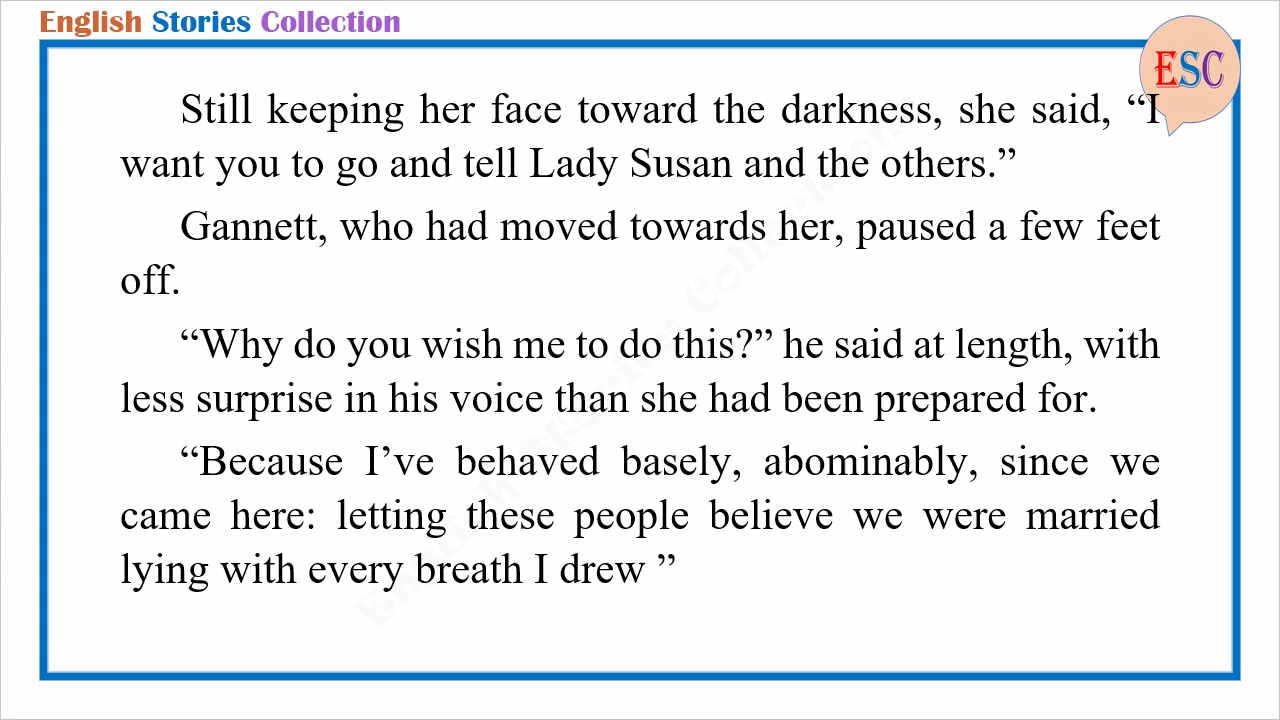 English Stories Collection
ESC
Still keeping her face toward the darkness, she said, “I
want you to go and tell Lady Susan and the others.”
Gannett, who had moved towards her, paused a few feet
off.
“Why do you wish me to do this?” he said at length, with
less surprise in his voice than she had been prepared for.
“Because I’ve behaved basely, abominably, since we
came here: letting these people believe we were married
lying with every breath I drew ”
English Stories Collection